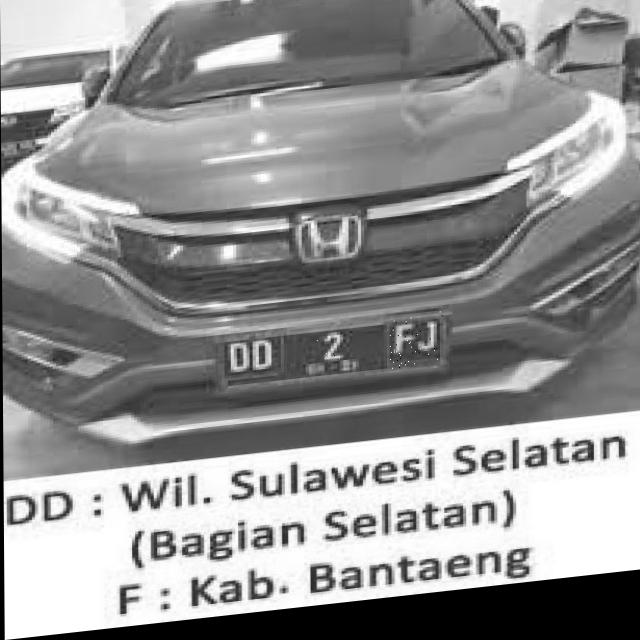 DD 2 FJ
DD : Wil. Sulawesi Selatan
(Bagian Selatan)
F : Kab. Bantaeng